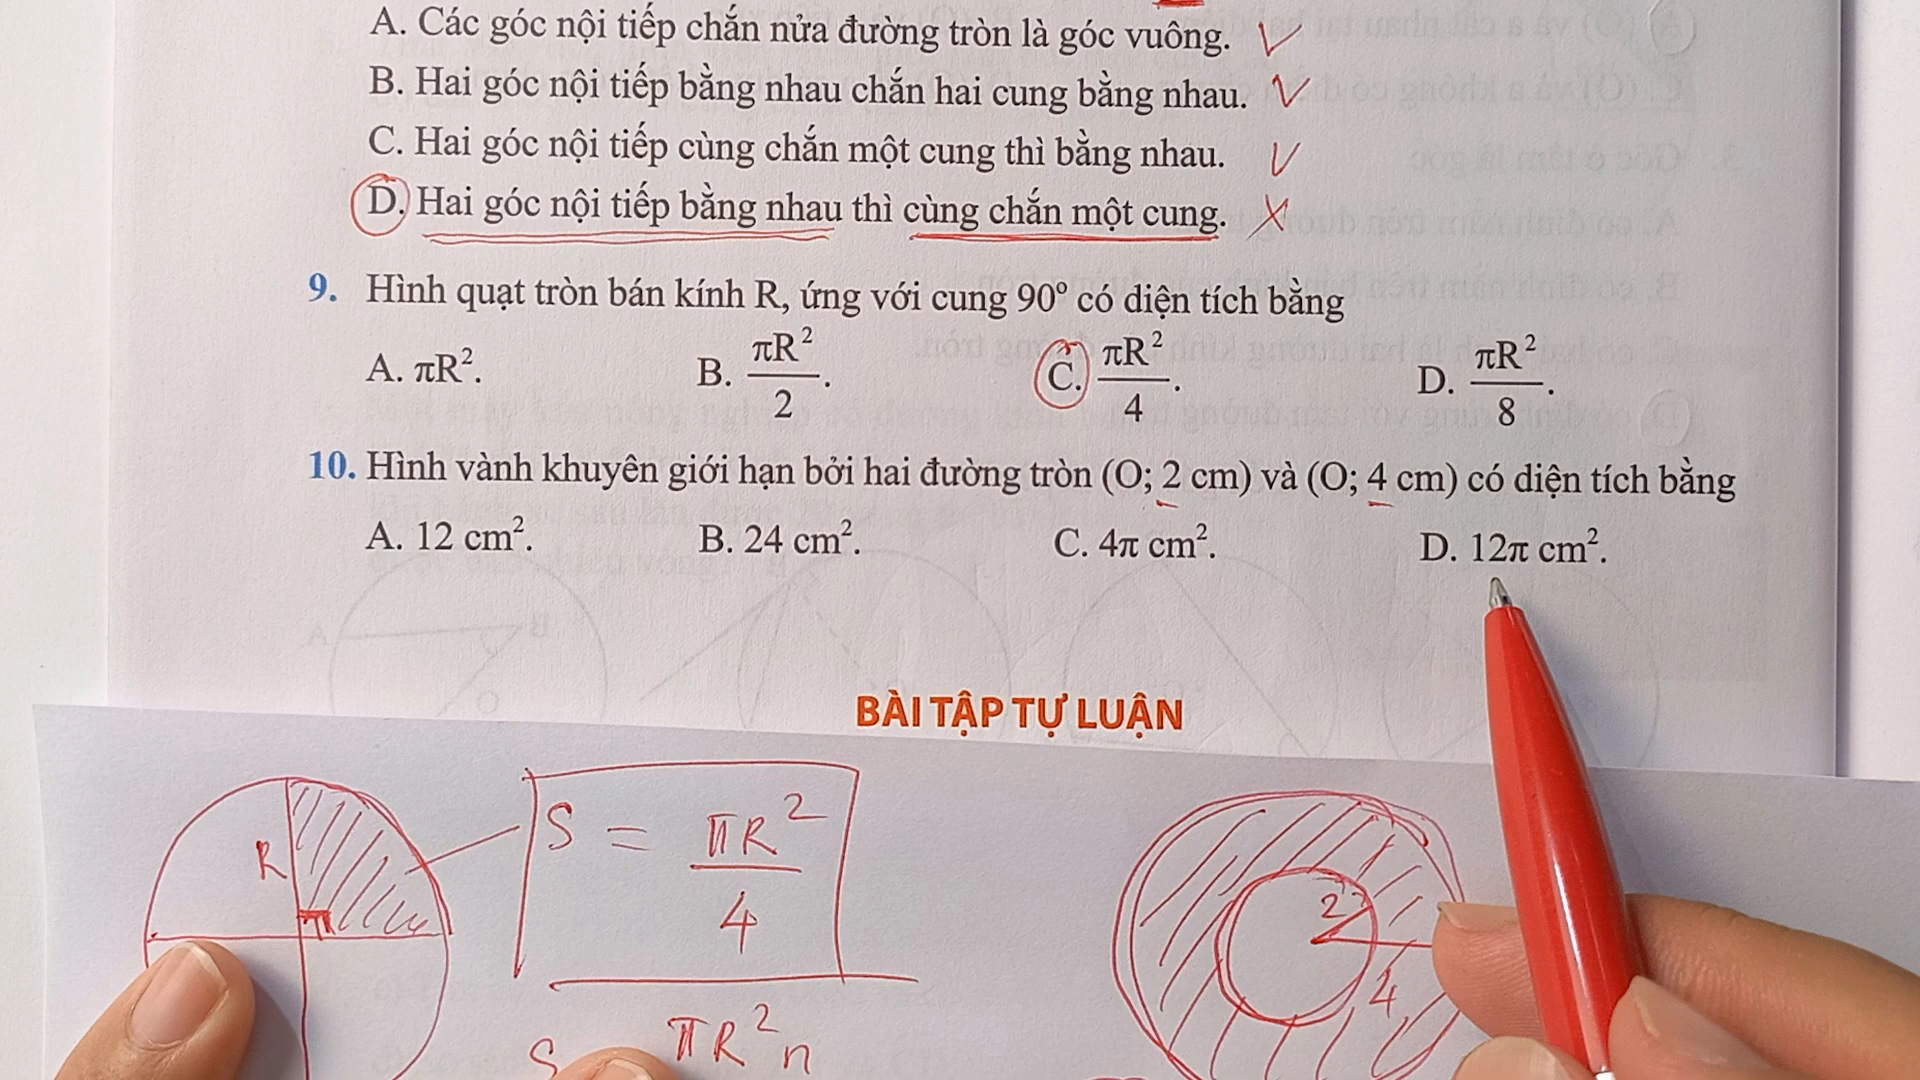 A. Các góc nội tiếp chắn nửa đường tròn là góc vuông.
B. Hai góc nội tiếp bằng nhau chắn hai cung bằng nhau.
C. Hai góc nội tiếp cùng chắn một cung thì bằng nhau.
D. Hai góc nội tiếp bằng nhau thì cùng chắn một cung.
9. Hình quạt tròn bán kính R, ứng với cung 90° có diện tích bằng
A. πR². B. πR²/2. C. πR²/4. D. πR²/8.
10. Hình vành khuyên giới hạn bởi hai đường tròn (O; 2 cm) và (O; 4 cm) có diện tích bằng
A. 12 cm². B. 24 cm². C. 4π cm². D. 12π cm².
BÀI TẬP TỰ LUẬN
R
S = πR²/4
S πR²n
2
4